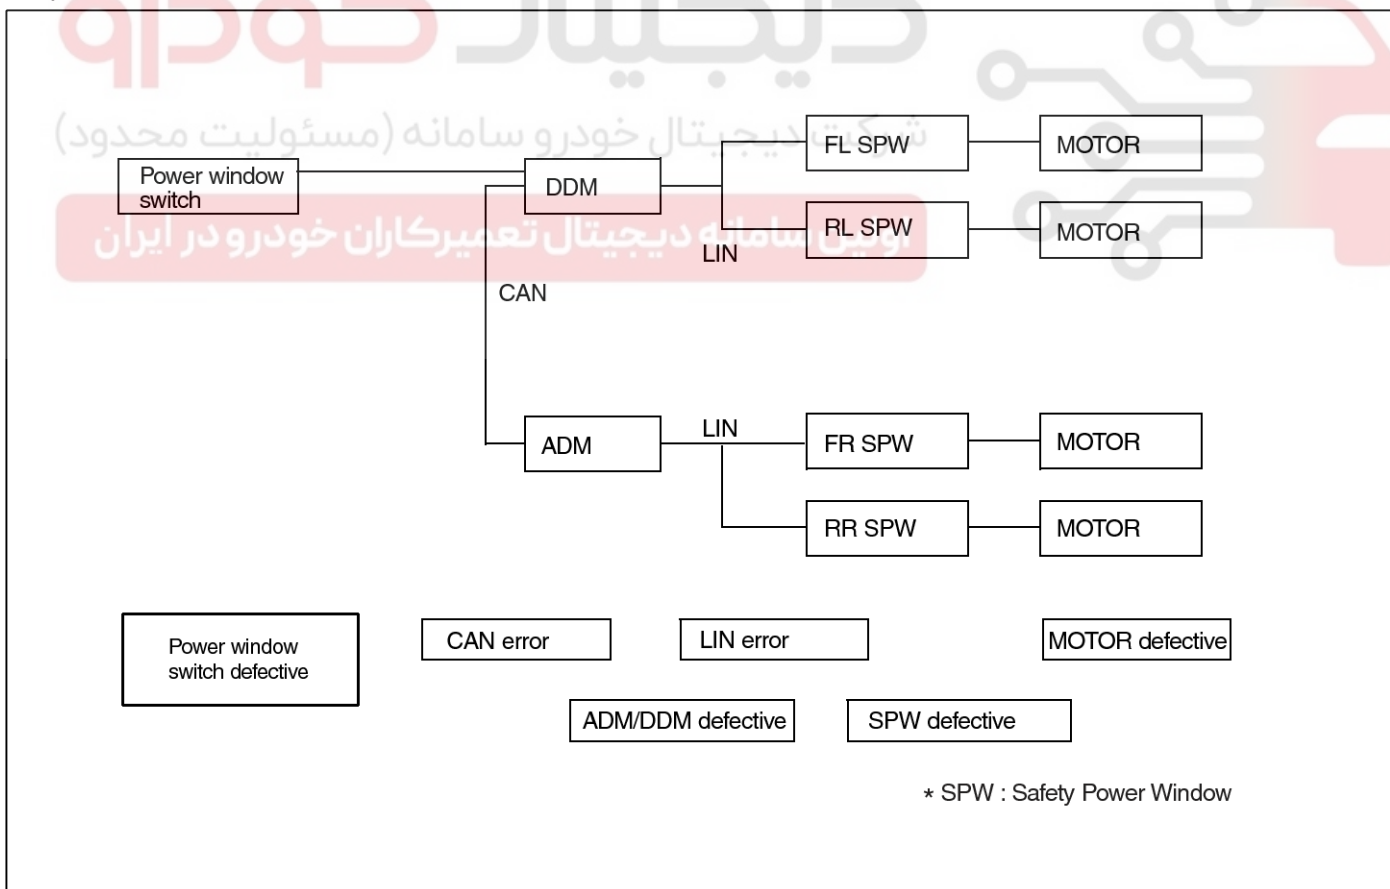 دیجیتال خودرو
شرکت دیجیتال خودرو سامانه (مسئولیت محدود)
اولین سامانه دیجیتال تعمیرکاران خودرو در ایران
FL SPW
MOTOR
Power window
switch
DDM
RL SPW
MOTOR
LIN
CAN
ADM
LIN
FR SPW
MOTOR
RR SPW
MOTOR
Power window
switch defective
CAN error
LIN error
MOTOR defective
ADM/DDM defective
SPW defective
* SPW : Safety Power Window